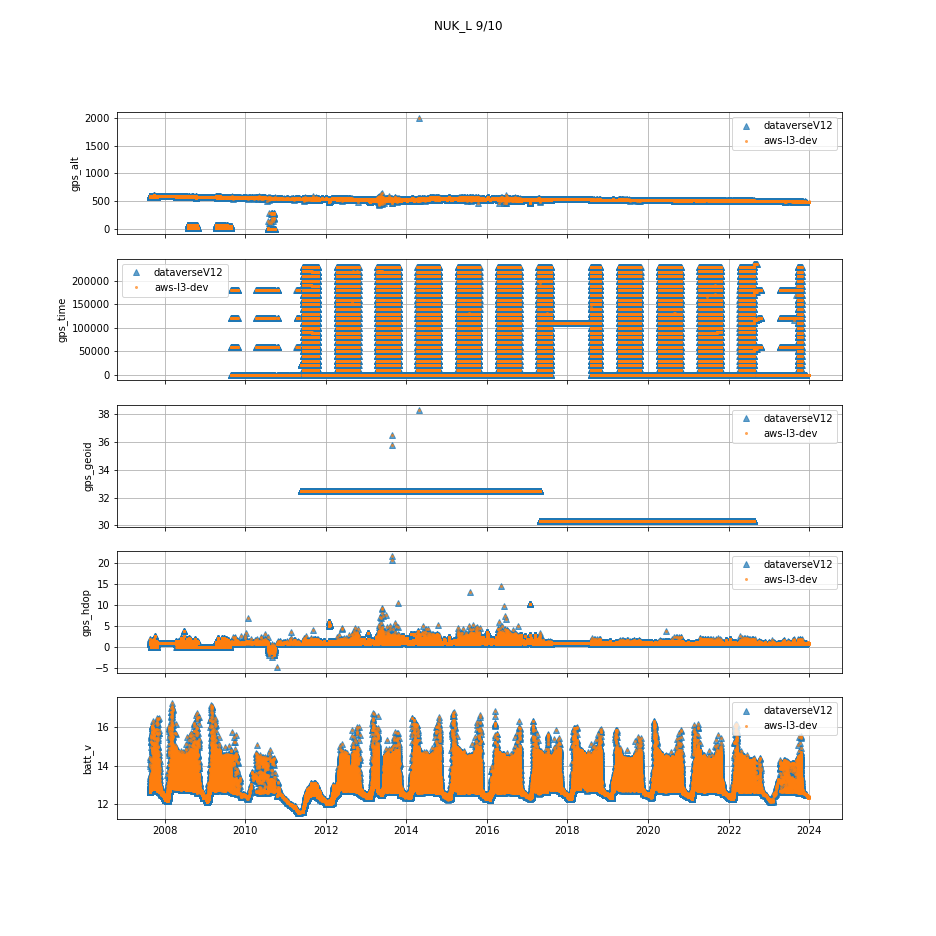 NUK_L 9/10
gps_alt
2000
1500
1000
500
0
dataverseV12
aws-l3-dev
gps_time
200000
150000
100000
50000
0
dataverseV12
aws-l3-dev
gps_geoid
38
36
34
32
30
dataverseV12
aws-l3-dev
gps_hdop
20
15
10
5
0
−5
dataverseV12
aws-l3-dev
batt_v
16
14
12
dataverseV12
aws-l3-dev
2008 2010 2012 2014 2016 2018 2020 2022 2024